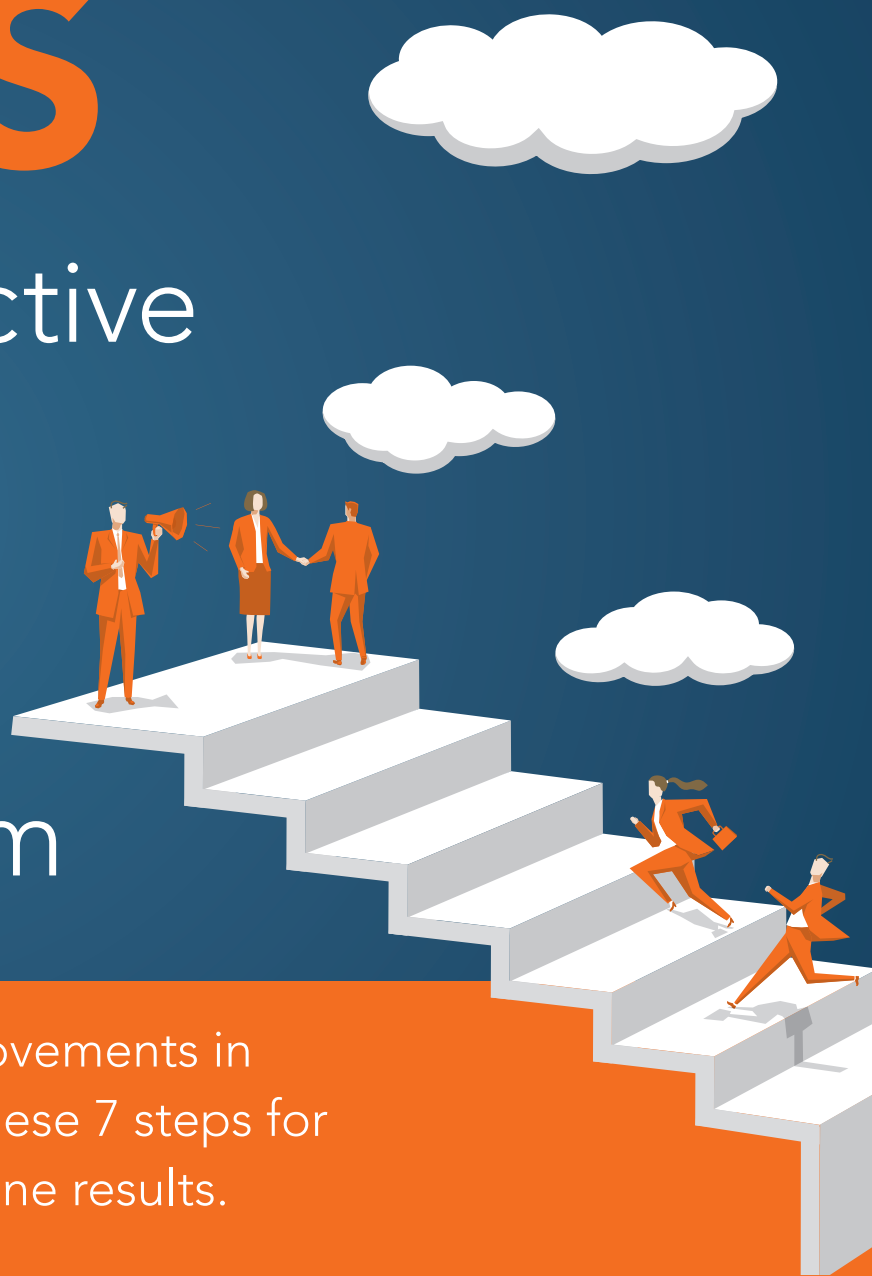 s
ctive
m
ovements in
ese 7 steps for
ne results.